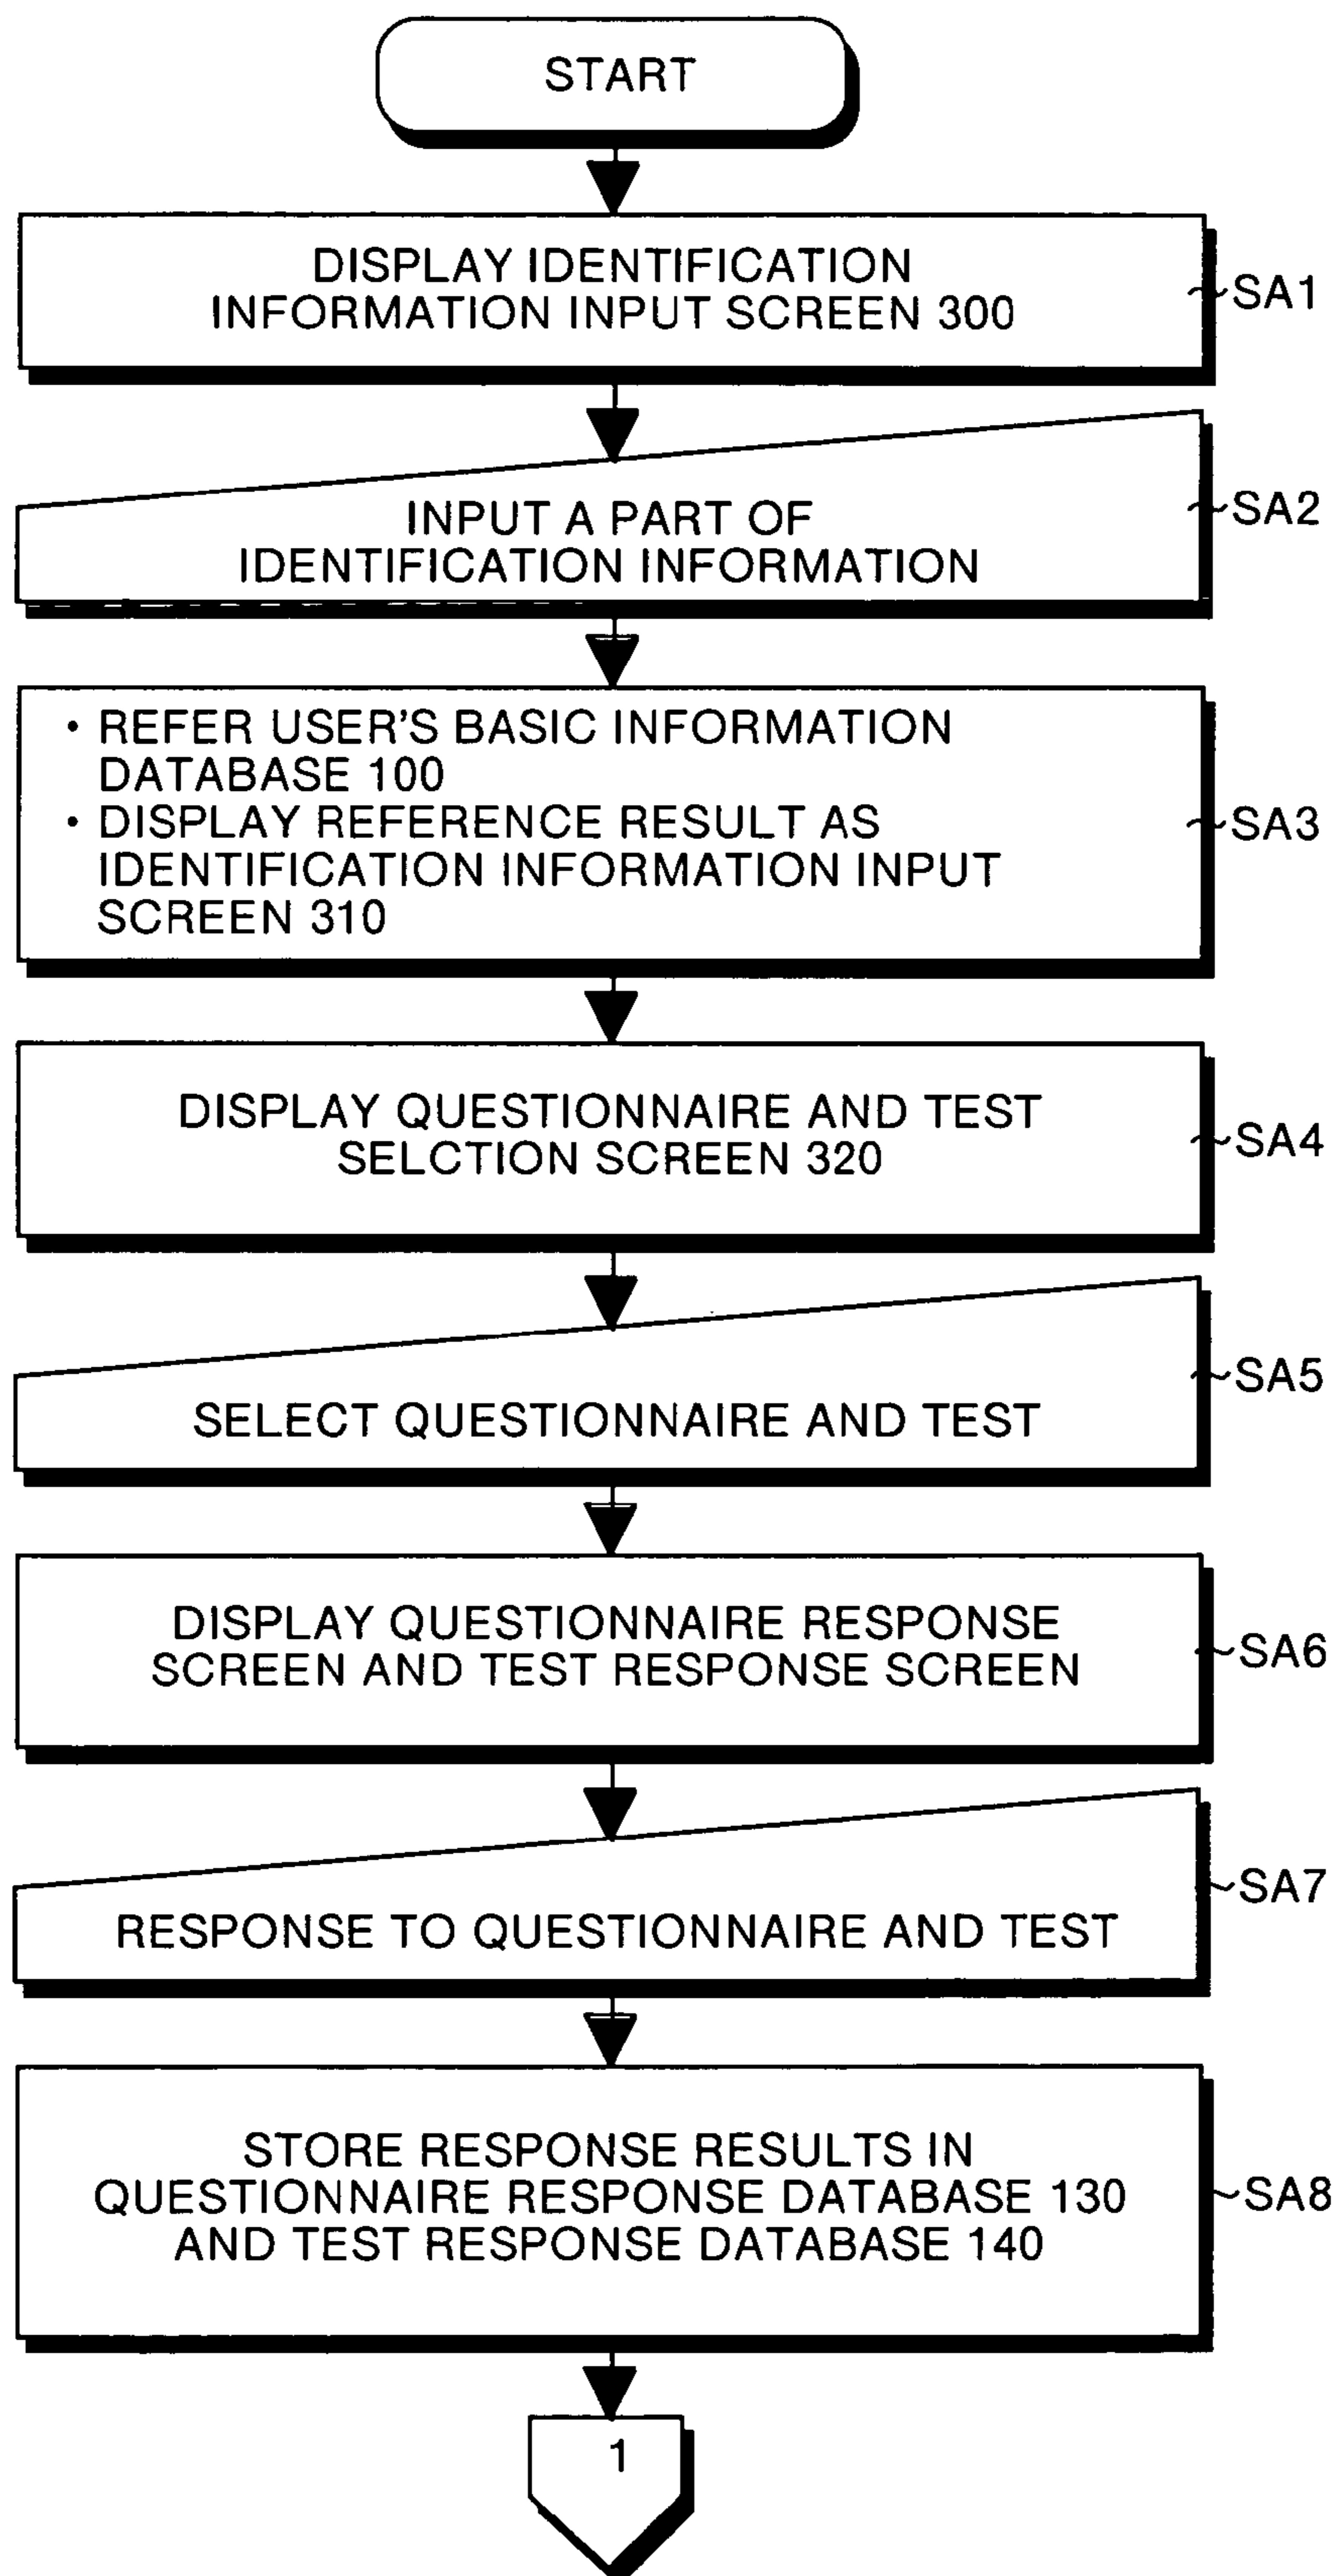 START
DISPLAY IDENTIFICATION
INFORMATION INPUT SCREEN 300
SA1
INPUT A PART OF
IDENTIFICATION INFORMATION
SA2
• REFER USER'S BASIC INFORMATION
DATABASE 100
• DISPLAY REFERENCE RESULT AS
IDENTIFICATION INFORMATION INPUT
SCREEN 310
SA3
DISPLAY QUESTIONNAIRE AND TEST
SELCTION SCREEN 320
SA4
SELECT QUESTIONNAIRE AND TEST
SA5
DISPLAY QUESTIONNAIRE RESPONSE
SCREEN AND TEST RESPONSE SCREEN
SA6
RESPONSE TO QUESTIONNAIRE AND TEST
SA7
STORE RESPONSE RESULTS IN
QUESTIONNAIRE RESPONSE DATABASE 130
AND TEST RESPONSE DATABASE 140
SA8
1